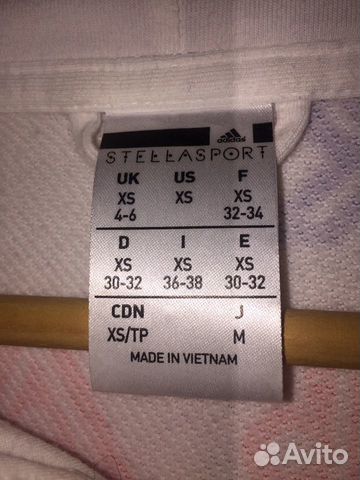 adidas
STELLASPORT
UK US F
XS XS XS
4-6 32-34
D I E
XS XS XS
30-32 36-38 30-32
CDN J
XS/TP M
MADE IN VIETNAM
Avito